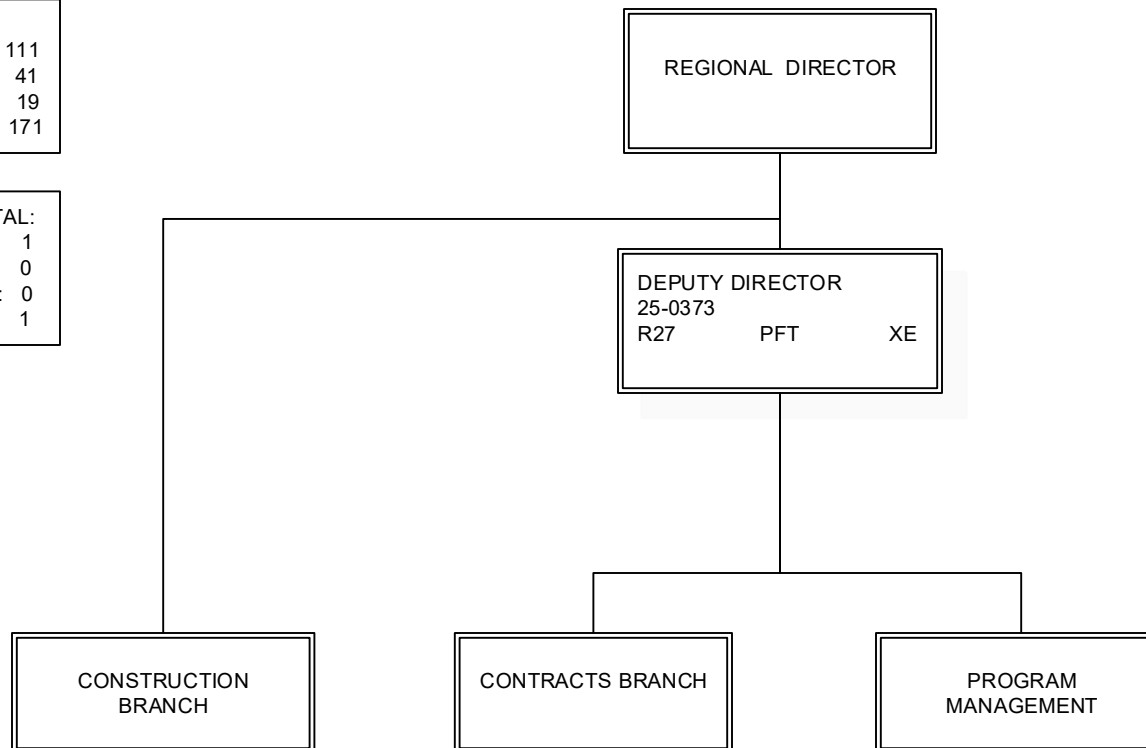 111
41
19
171
REGIONAL DIRECTOR
TAL:
1
0
: 0
1
DEPUTY DIRECTOR
25-0373
R27 PFT XE
CONSTRUCTION
BRANCH
CONTRACTS BRANCH
PROGRAM
MANAGEMENT